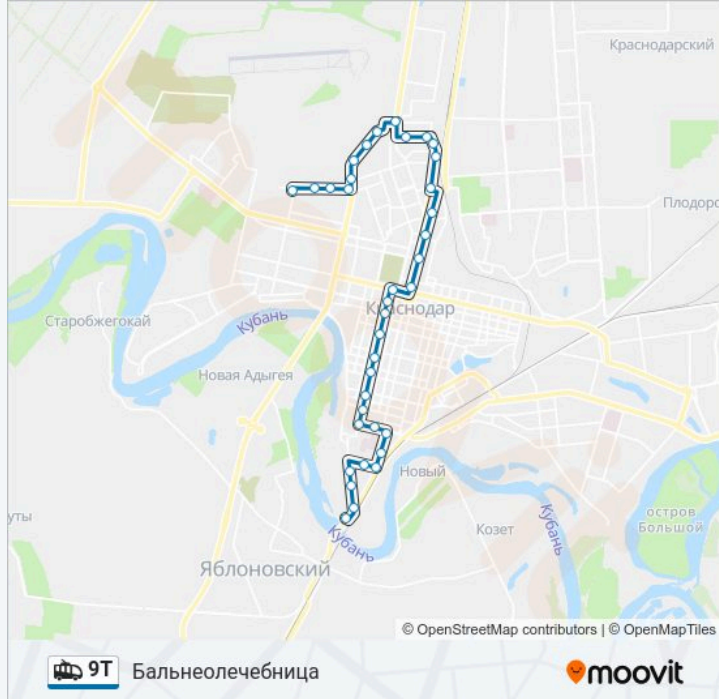 Краснодарский
Плодоро
Кубань
Краснодар
Старобжегокай
Новая Адыгея
Новый
остров
Большой
уты
Козет
Кубань
Кубань
Яблоновский
© OpenStreetMap contributors | © OpenMapTiles
9Т Бальнеолечебница moovit